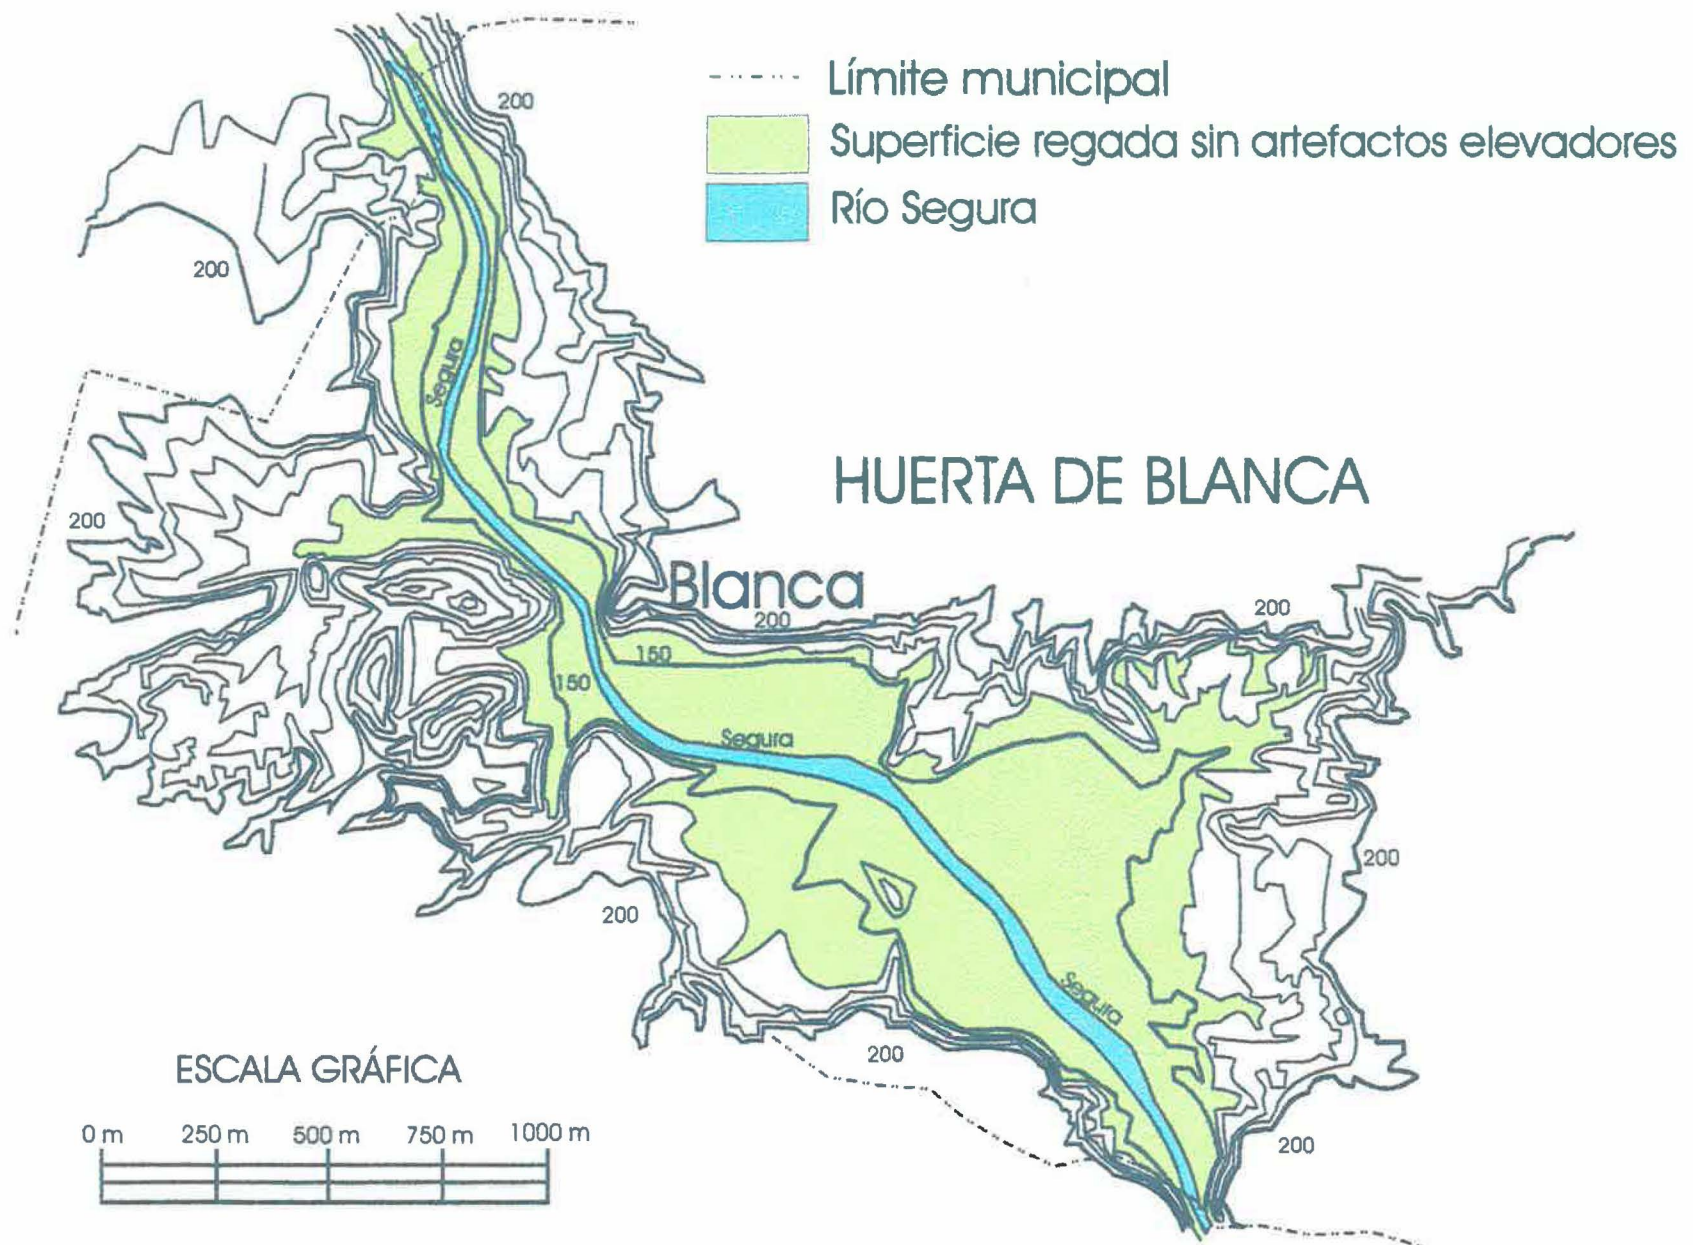 200
Límite municipal
Superficie regada sin artefactos elevadores
Río Segura
200
Segura
HUERTA DE BLANCA
200
Blanca
200
200
150
150
Segura
200
200
Segura
200
ESCALA GRÁFICA
0 m 250 m 500 m 750 m 1000 m
200